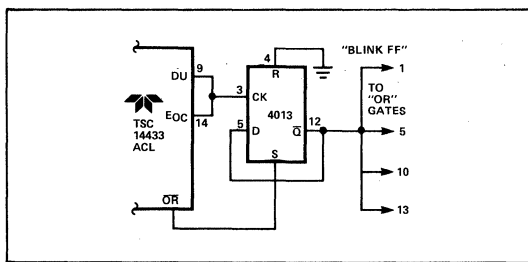 4
"BLINK FF"
9
R
1
DU
TO
"OR"
GATES
3
CK
4013
TSC
14433
ACL
EOC
14
5
D
Q̅
12
5
S
10
O̅R̅
13